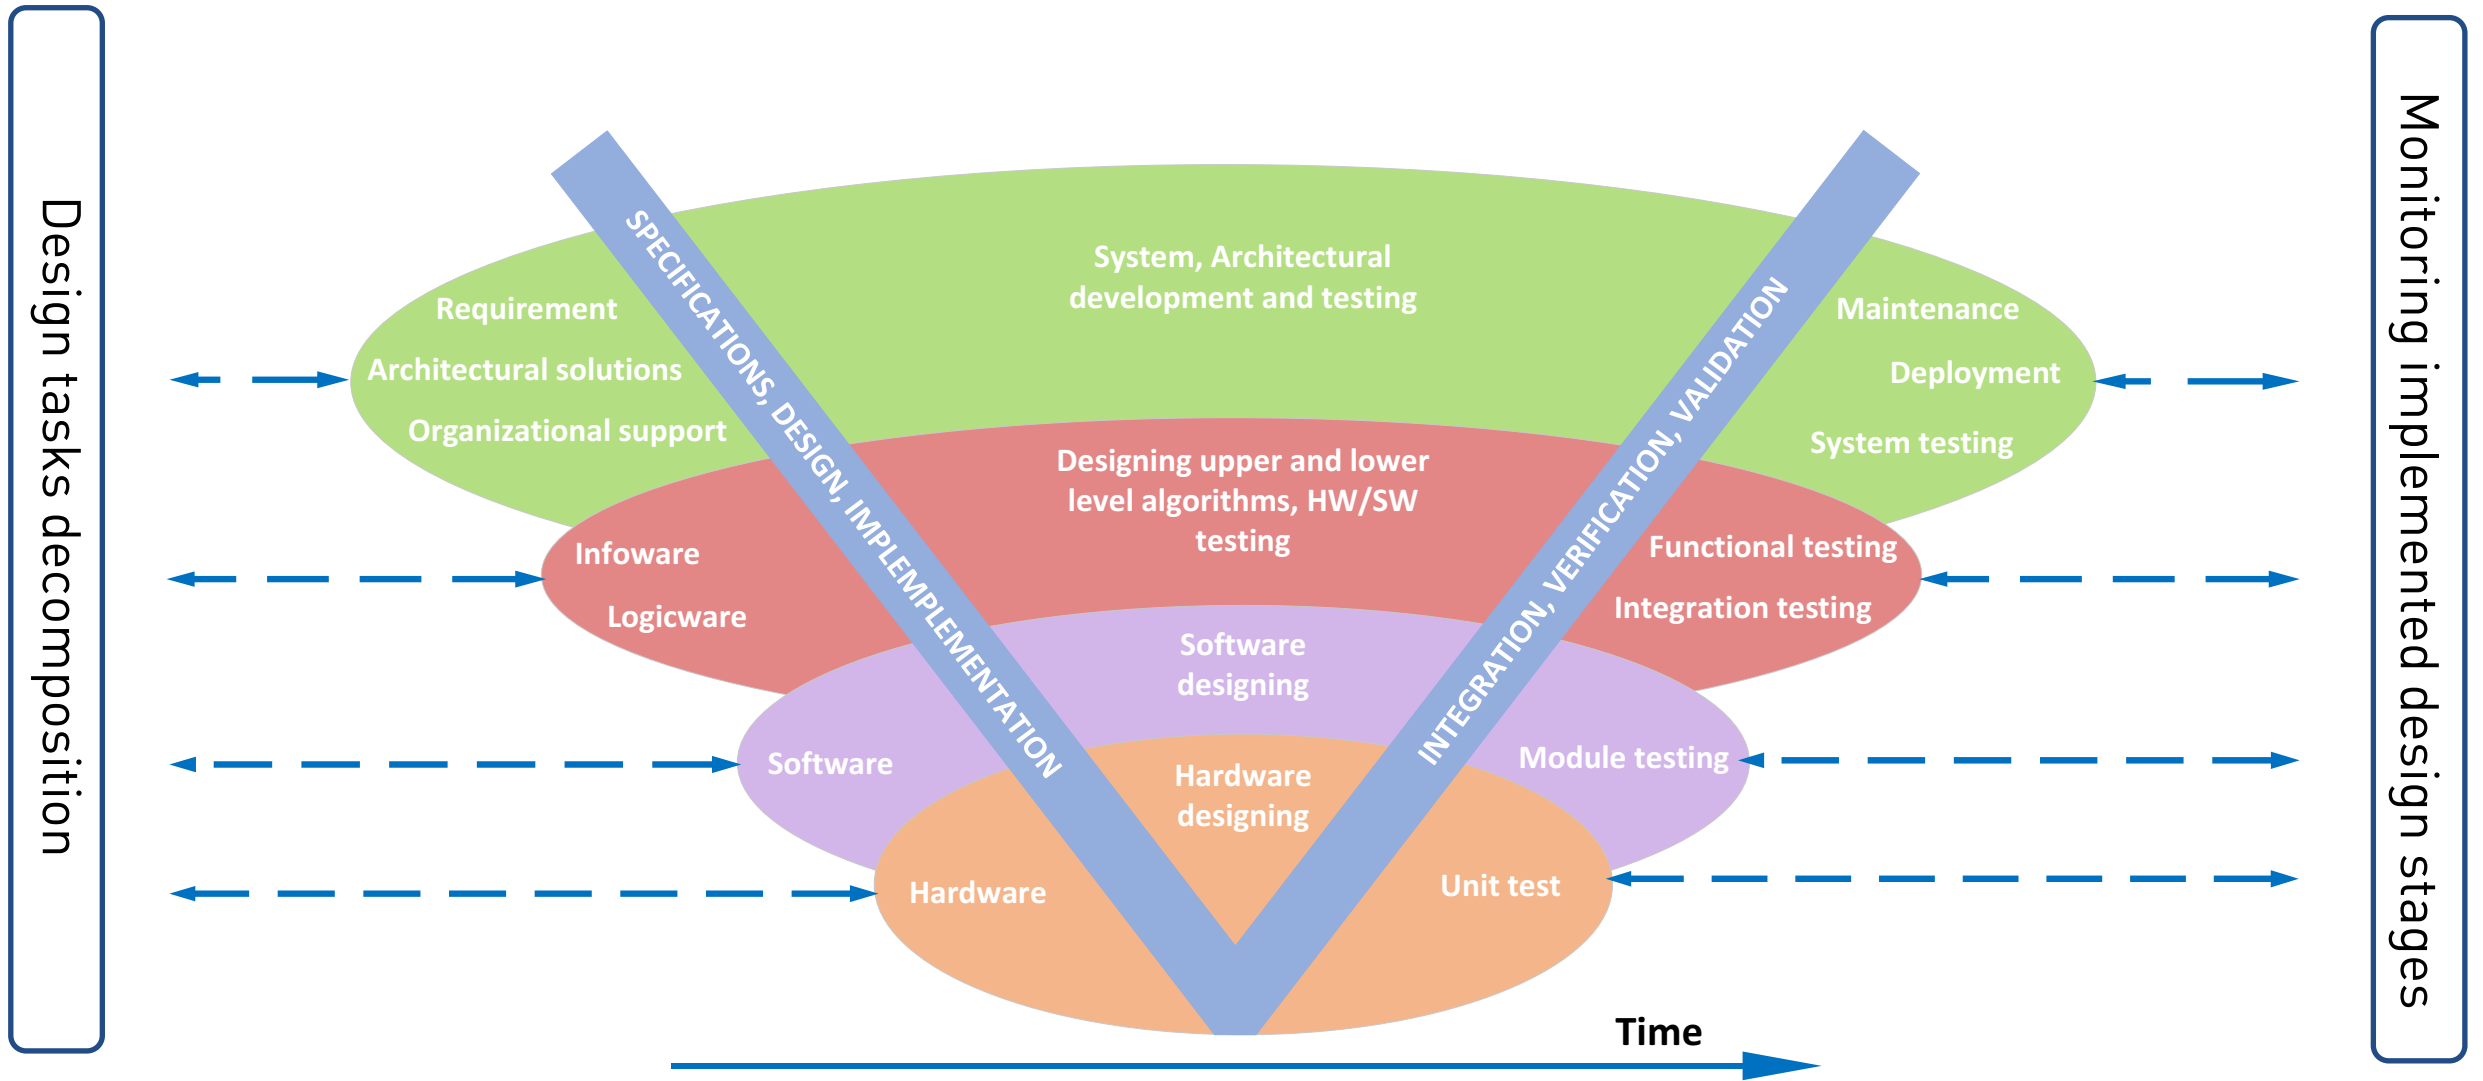 Design tasks decomposition
SPECIFICATIONS, DESIGN, IMPLEMPLEMENTATION
Requirement
Architectural solutions
Organizational support
Infoware
Logicware
Software
Hardware
System, Architectural
development and testing
Designing upper and lower
level algorithms, HW/SW
testing
Software
designing
Hardware
designing
INTEGRATION, VERIFICATION, VALIDATION
Maintenance
Deployment
System testing
Functional testing
Integration testing
Module testing
Unit test
Time
Monitoring implemented design stages